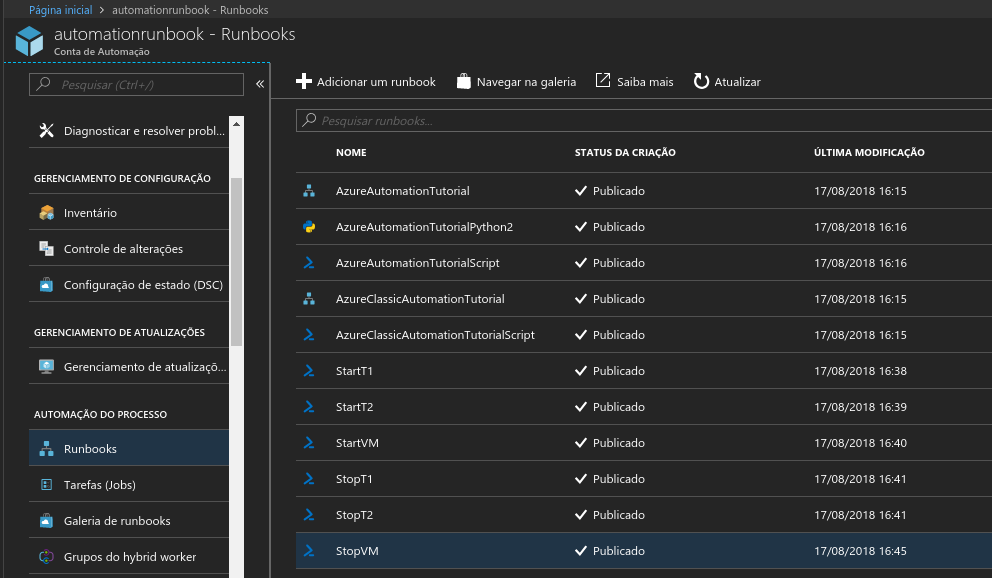 Página inicial > automationrunbook - Runbooks
automationrunbook - Runbooks
Conta de Automação
Pesquisar (Ctrl+/)
«
Diagnosticar e resolver probl...
GERENCIAMENTO DE CONFIGURAÇÃO
Inventário
Controle de alterações
Configuração de estado (DSC)
GERENCIAMENTO DE ATUALIZAÇÕES
Gerenciamento de atualizaçõ...
AUTOMAÇÃO DO PROCESSO
Runbooks
Tarefas (Jobs)
Galeria de runbooks
Grupos do hybrid worker
Adicionar um runbook Navegar na galeria Saiba mais Atualizar
Pesquisar runbooks...
NOME STATUS DA CRIAÇÃO ÚLTIMA MODIFICAÇÃO
AzureAutomationTutorial Publicado 17/08/2018 16:15
AzureAutomationTutorialPython2 Publicado 17/08/2018 16:16
AzureAutomationTutorialScript Publicado 17/08/2018 16:16
AzureClassicAutomationTutorial Publicado 17/08/2018 16:15
AzureClassicAutomationTutorialScript Publicado 17/08/2018 16:15
StartT1 Publicado 17/08/2018 16:38
StartT2 Publicado 17/08/2018 16:39
StartVM Publicado 17/08/2018 16:40
StopT1 Publicado 17/08/2018 16:41
StopT2 Publicado 17/08/2018 16:41
StopVM Publicado 17/08/2018 16:45